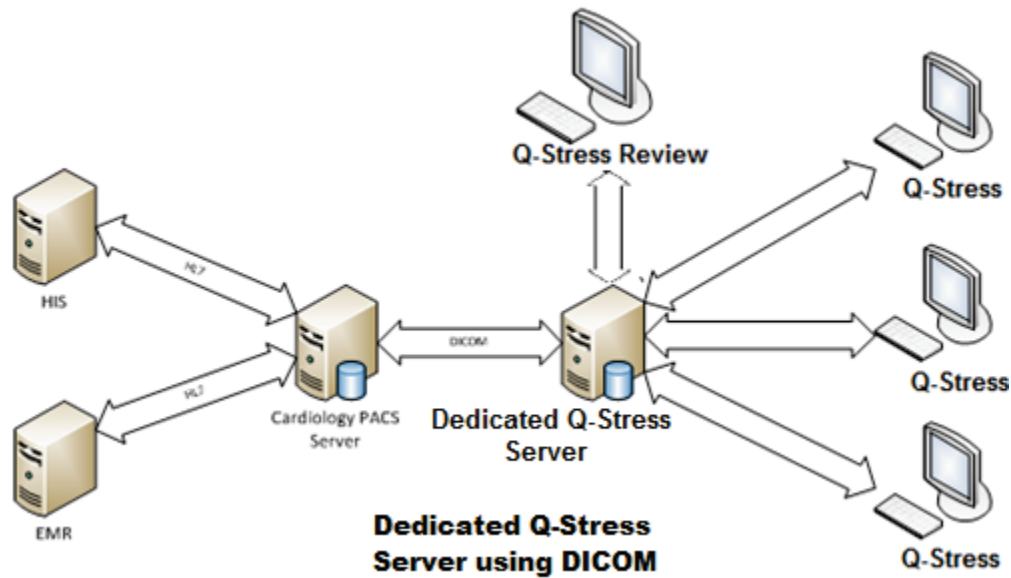 Q-Stress Review
Q-Stress
HL7
HIS
DICOM
Q-Stress
HL7
Cardiology PACS
Server
Dedicated Q-Stress
Server
EMR
Dedicated Q-Stress
Server using DICOM
Q-Stress